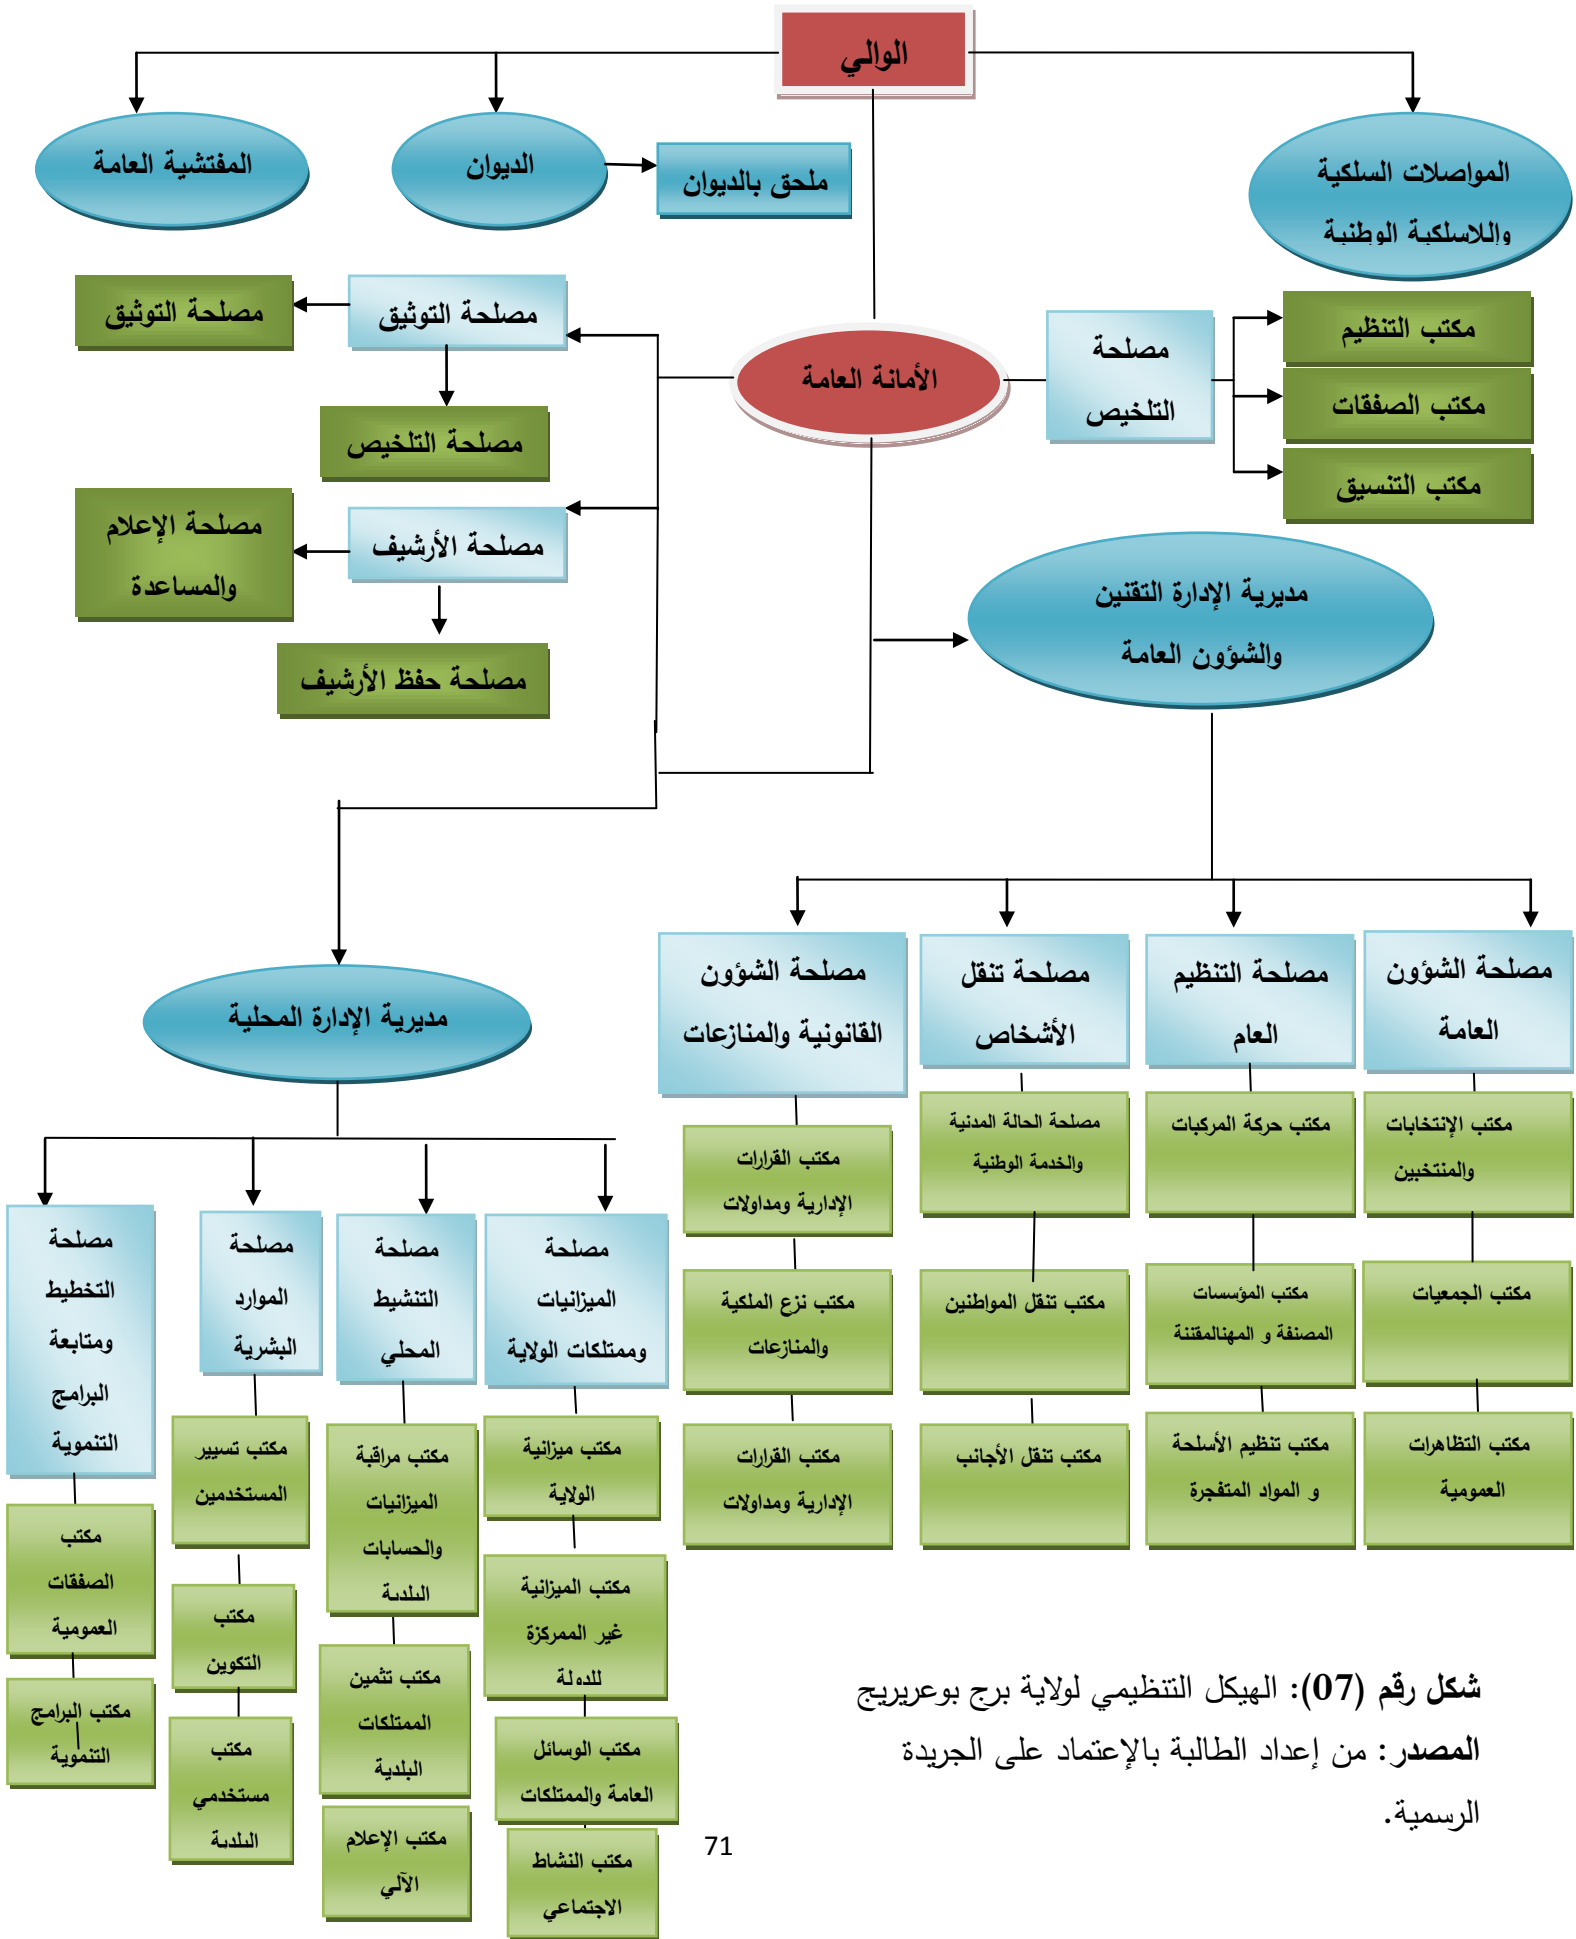 الوالي
المواصلات السلكية
واللاسلكية الوطنية
ملحق بالديوان
الديوان
المفتشية العامة
مكتب التنظيم
مكتب الصفقات
مكتب التنسيق
مصلحة
التلخيص
الأمانة العامة
مصلحة التوثيق
مصلحة التوثيق
مصلحة التلخيص
مصلحة الأرشيف
مصلحة الإعلام
والمساعدة
مصلحة حفظ الأرشيف
مديرية الإدارة التقنين
والشؤون العامة
مصلحة الشؤون
العامة
مكتب الإنتخابات
والمنتخبين
مكتب الجمعيات
مكتب التظاهرات
العمومية
مصلحة التنظيم
العام
مكتب حركة المركبات
مكتب المؤسسات
المصنفة و المهنالمقننة
مكتب تنظيم الأسلحة
و المواد المتفجرة
مصلحة تنقل
الأشخاص
مصلحة الحالة المدنية
والخدمة الوطنية
مكتب تنقل المواطنين
مكتب تنقل الأجانب
مصلحة الشؤون
القانونية والمنازعات
مكتب القرارات
الإدارية ومداولات
مكتب نزع الملكية
والمنازعات
مكتب القرارات
الإدارية ومداولات
مديرية الإدارة المحلية
مصلحة
الميزانيات
وممتلكات الولاية
مكتب ميزانية
الولاية
مكتب الميزانية
غير الممركزة
للدولة
مكتب الوسائل
العامة والممتلكات
مكتب النشاط
الاجتماعي
مصلحة
التنشيط
المحلي
مكتب مراقبة
الميزانيات
والحسابات
البلدية
مكتب تثمين
الممتلكات
البلدية
مكتب الإعلام
الآلي
مصلحة
الموارد
البشرية
مكتب تسيير
المستخدمين
مكتب
التكوين
مكتب
مستخدمي
البلدية
مصلحة
التخطيط
ومتابعة
البرامج
التنموية
مكتب
الصفقات
العمومية
مكتب البرامج
التنموية
شكل رقم (07): الهيكل التنظيمي لولاية برج بوعريريج
المصدر: من إعداد الطالبة بالإعتماد على الجريدة
الرسمية.
71